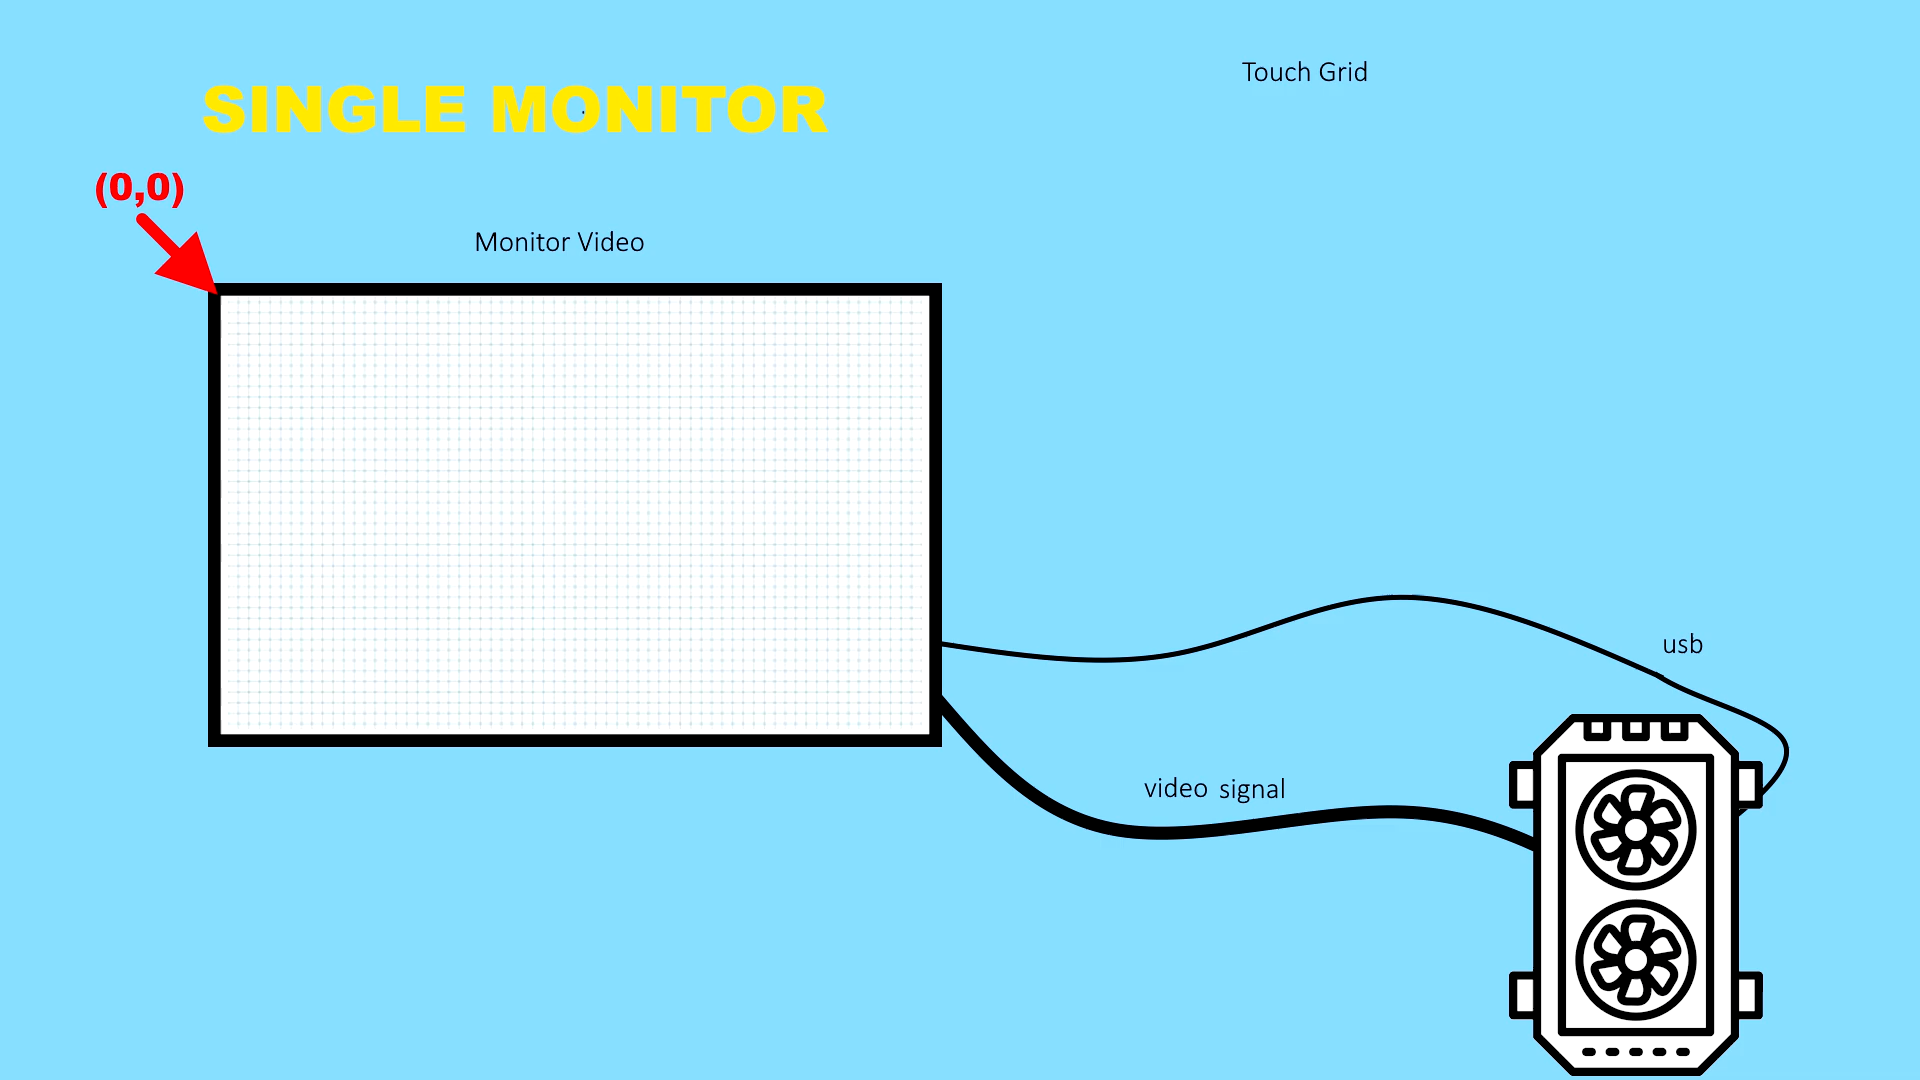 Touch Grid
SINGLE MONITOR
(0,0)
Monitor Video
usb
video signal